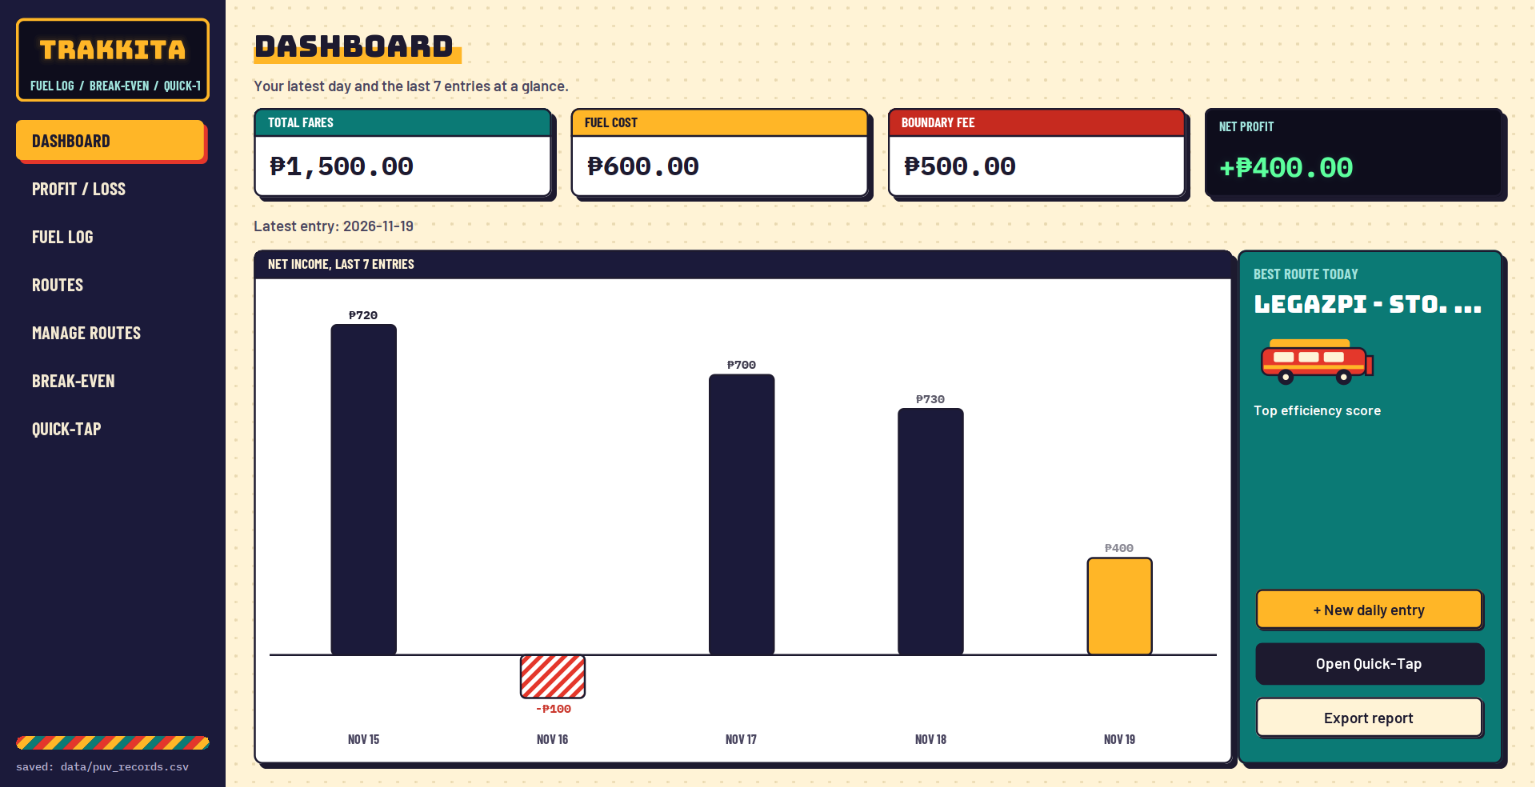 TRAKKITA
FUEL LOG / BREAK-EVEN / QUICK-T
DASHBOARD
PROFIT / LOSS
FUEL LOG
ROUTES
MANAGE ROUTES
BREAK-EVEN
QUICK-TAP
saved: data/puv_records.csv
DASHBOARD
Your latest day and the last 7 entries at a glance.
TOTAL FARES
₱1,500.00
FUEL COST
₱600.00
BOUNDARY FEE
₱500.00
NET PROFIT
+₱400.00
Latest entry: 2026-11-19
NET INCOME, LAST 7 ENTRIES
₱720
-₱100
₱700
₱730
₱400
NOV 15
NOV 16
NOV 17
NOV 18
NOV 19
BEST ROUTE TODAY
LEGAZPI - STO. ...
Top efficiency score
+ New daily entry
Open Quick-Tap
Export report